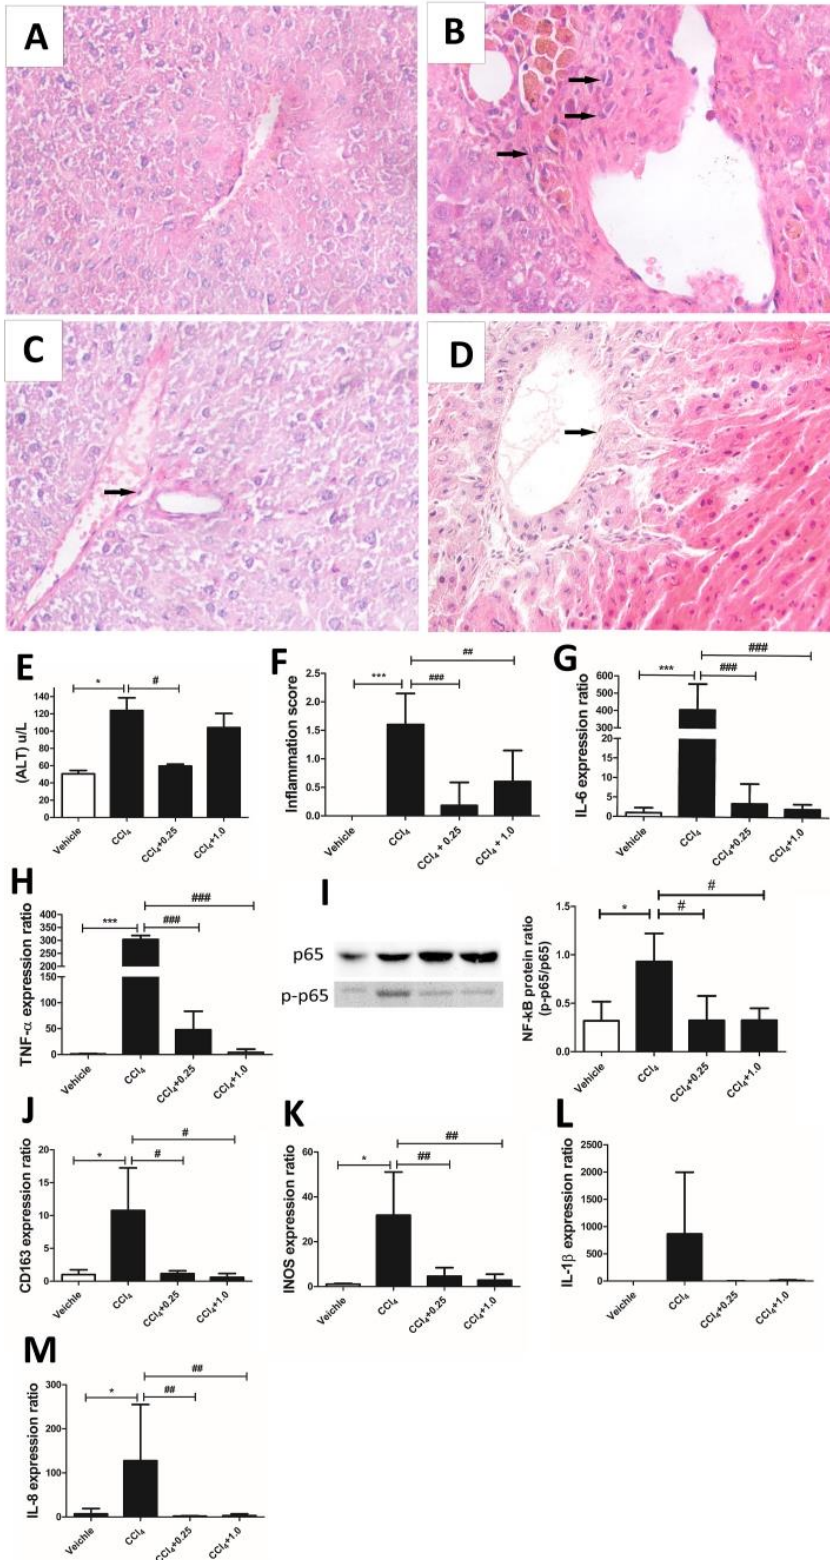 A
B
C
D
E
(ALT) u/L
140
120
100
80
60
40
20
0
*
#
Vehicle
CCl₄
CCl₄+0.25
CCl₄+1.0
F
Inflammation score
2.5
2.0
1.5
1.0
0.5
0.0
##
***
###
Vehicle
CCl₄
CCl₄ + 0.25
CCl₄ + 1.0
G
IL-6 expression ratio
600
500
400
300
200
20
15
10
5
0
###
***
###
Vehicle
CCl₄
CCl₄+0.25
CCl₄+1.0
H
TNF-α expression ratio
400
350
300
250
200
150
100
50
0
###
***
###
Vehicle
CCl₄
CCl₄+0.25
CCl₄+1.0
I
p65
p-p65
NF-kB protein ratio
(p-p65/p65)
1.5
1.0
0.5
0.0
#
*
#
Vehicle
CCl₄
CCl₄+0.25
CCl₄+1.0
J
CD163 expression ratio
20
15
10
5
0
#
*
#
Veichle
CCl₄
CCl₄+0.25
CCl₄+1.0
K
INOS expression ratio
60
40
20
0
##
*
##
Veichle
CCl₄
CCl₄+0.25
CCl₄+1.0
L
IL-1β expression ratio
2500
2000
1500
1000
500
0
Veichle
CCl₄
CCl₄+0.25
CCl₄+1.0
M
IL-8 expression ratio
300
200
100
0
##
*
##
Veichle
CCl₄
CCl₄+0.25
CCl₄+1.0